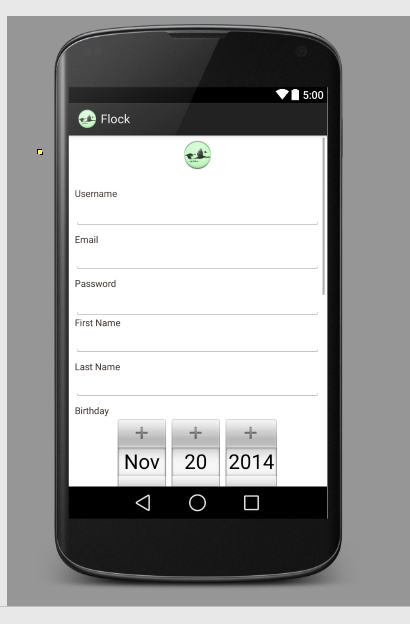 5:00
Flock
Username
Email
Password
First Name
Last Name
Birthday
+ + +
Nov 20 2014